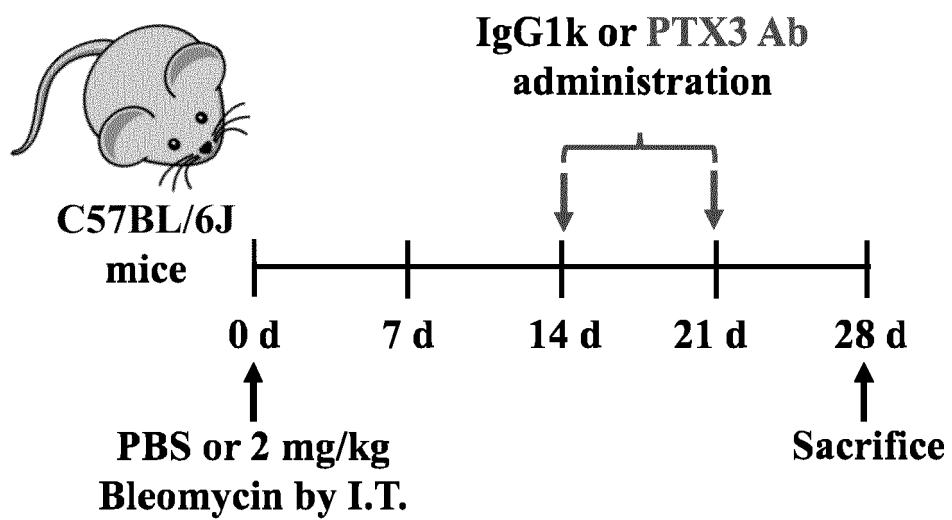 IgG1k or PTX3 Ab
administration
C57BL/6J
mice
0 d
7 d
14 d
21 d
28 d
PBS or 2 mg/kg
Bleomycin by I.T.
Sacrifice